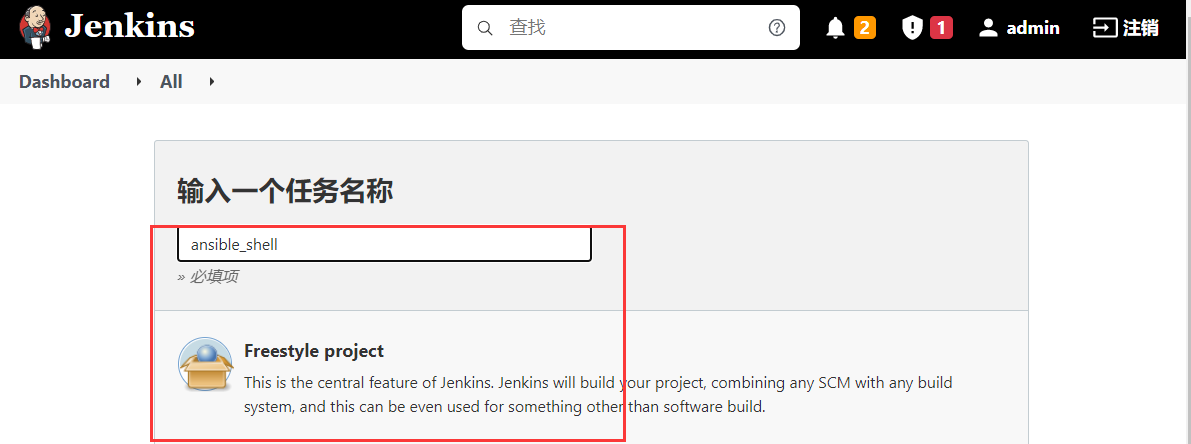 Jenkins
查找
2
1
admin
注销
Dashboard
All
输入一个任务名称
ansible_shell
» 必填项
Freestyle project
This is the central feature of Jenkins. Jenkins will build your project, combining any SCM with any build
system, and this can be even used for something other than software build.